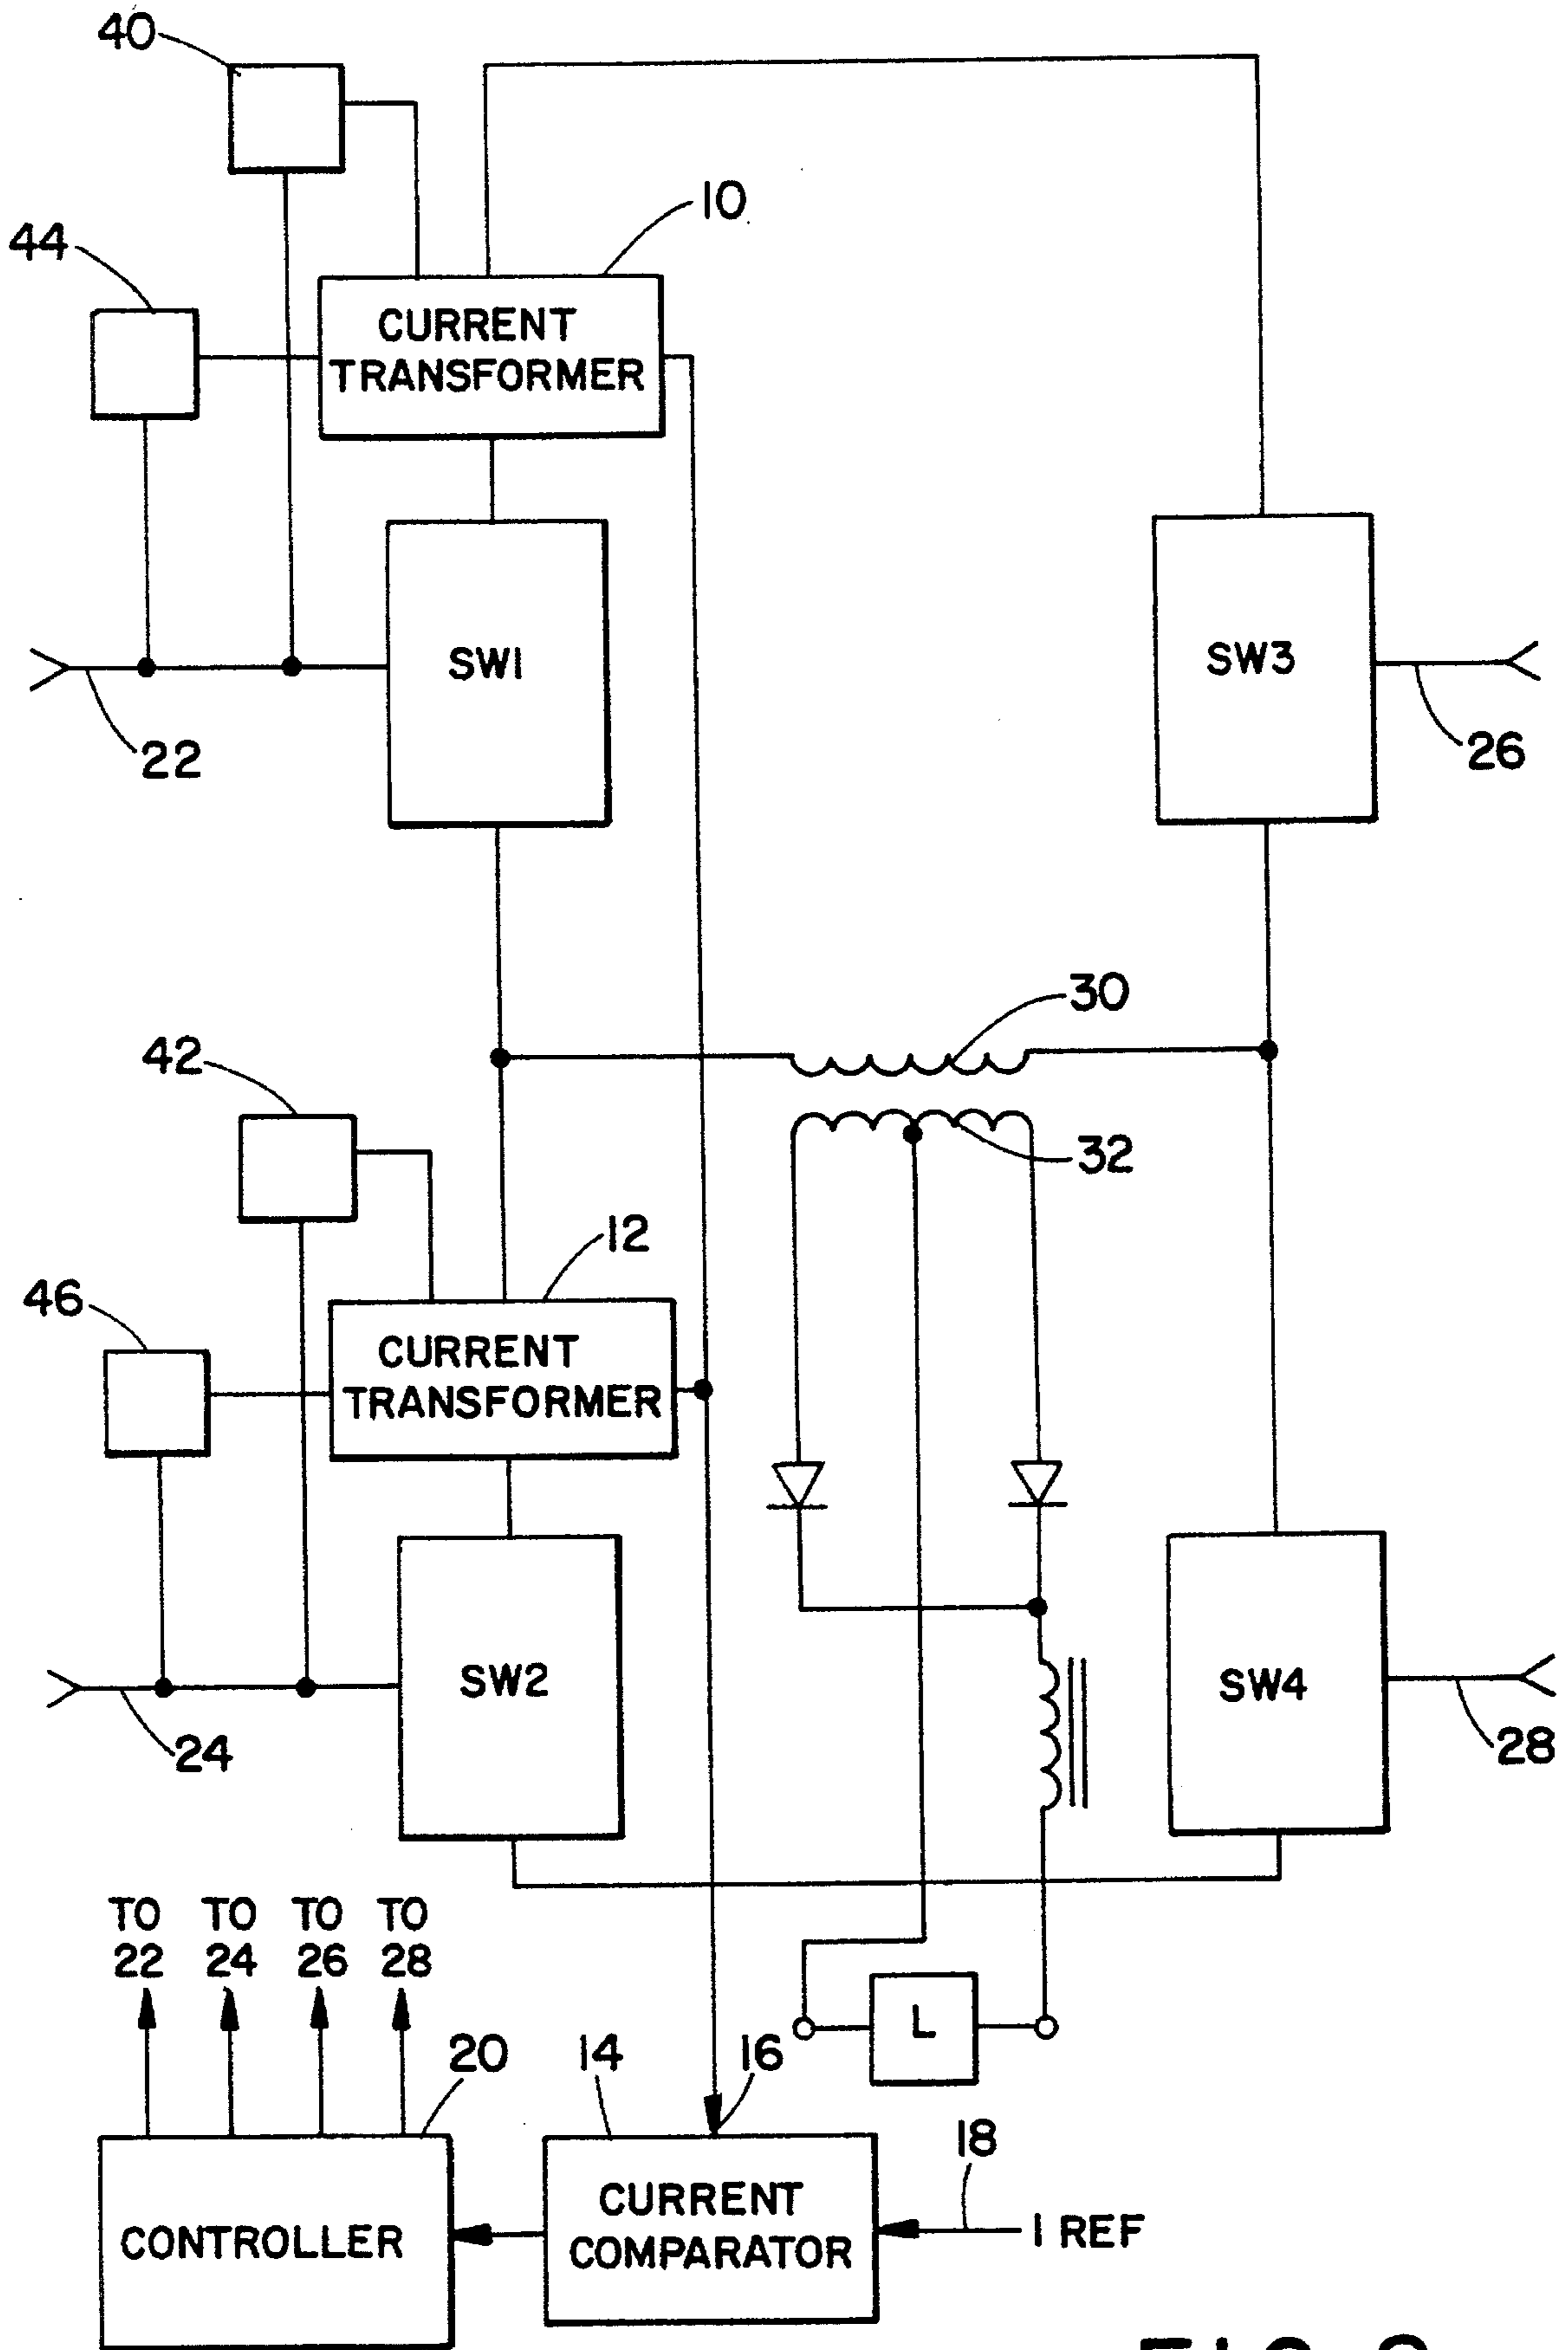 40
10
44
CURRENT
TRANSFORMER
SW1
SW3
22
26
30
42
32
12
46
CURRENT
TRANSFORMER
SW2
SW4
24
28
TO TO TO TO
22 24 26 28
L
20
14
16
18
CONTROLLER
CURRENT
COMPARATOR
I REF